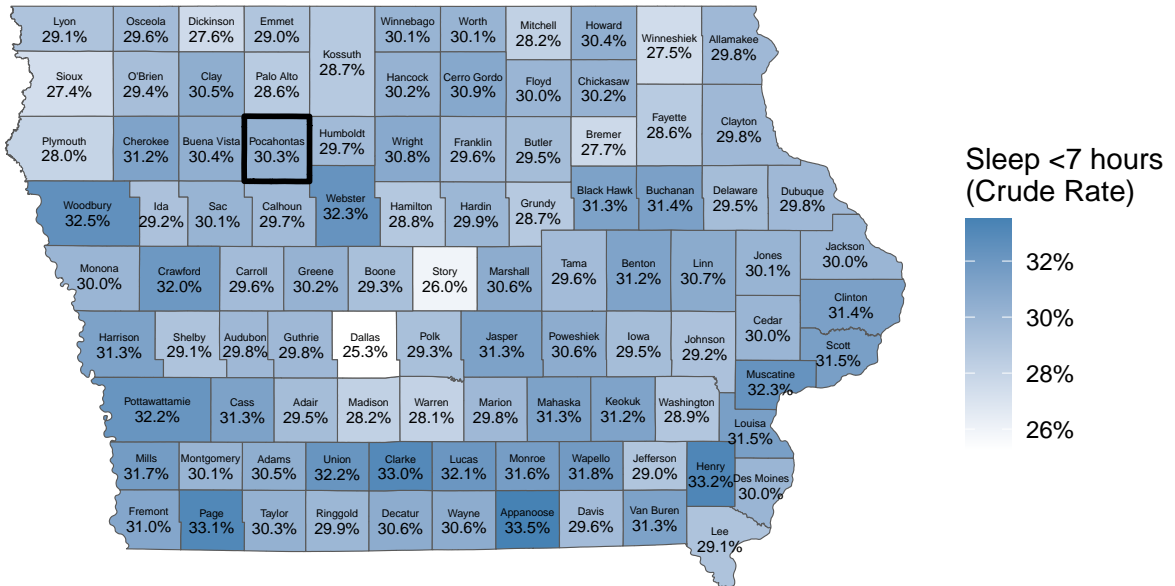 Lyon
29.1%
Osceola
29.6%
Dickinson
27.6%
Emmet
29.0%
Kossuth
28.7%
Winnebago
30.1%
Worth
30.1%
Mitchell
28.2%
Howard
30.4%
Winneshiek
27.5%
Allamakee
29.8%
Sioux
27.4%
O'Brien
29.4%
Clay
30.5%
Palo Alto
28.6%
Hancock
30.2%
Cerro Gordo
30.9%
Floyd
30.0%
Chickasaw
30.2%
Fayette
28.6%
Clayton
29.8%
Plymouth
28.0%
Cherokee
31.2%
Buena Vista
30.4%
Pocahontas
30.3%
Humboldt
29.7%
Wright
30.8%
Franklin
29.6%
Butler
29.5%
Bremer
27.7%
Woodbury
32.5%
Ida
29.2%
Sac
30.1%
Calhoun
29.7%
Webster
32.3%
Hamilton
28.8%
Hardin
29.9%
Grundy
28.7%
Black Hawk
31.3%
Buchanan
31.4%
Delaware
29.5%
Dubuque
29.8%
Monona
30.0%
Crawford
32.0%
Carroll
29.6%
Greene
30.2%
Boone
29.3%
Story
26.0%
Marshall
30.6%
Tama
29.6%
Benton
31.2%
Linn
30.7%
Jones
30.1%
Jackson
30.0%
Clinton
31.4%
Harrison
31.3%
Shelby
29.1%
Audubon
29.8%
Guthrie
29.8%
Dallas
25.3%
Polk
29.3%
Jasper
31.3%
Poweshiek
30.6%
Iowa
29.5%
Johnson
29.2%
Cedar
30.0%
Scott
31.5%
Muscatine
32.3%
Pottawattamie
32.2%
Cass
31.3%
Adair
29.5%
Madison
28.2%
Warren
28.1%
Marion
29.8%
Mahaska
31.3%
Keokuk
31.2%
Washington
28.9%
Louisa
31.5%
Mills
31.7%
Montgomery
30.1%
Adams
30.5%
Union
32.2%
Clarke
33.0%
Lucas
32.1%
Monroe
31.6%
Wapello
31.8%
Jefferson
29.0%
Henry
33.2%
Des Moines
30.0%
Fremont
31.0%
Page
33.1%
Taylor
30.3%
Ringgold
29.9%
Decatur
30.6%
Wayne
30.6%
Appanoose
33.5%
Davis
29.6%
Van Buren
31.3%
Lee
29.1%
Sleep <7 hours
(Crude Rate)
32%
30%
28%
26%